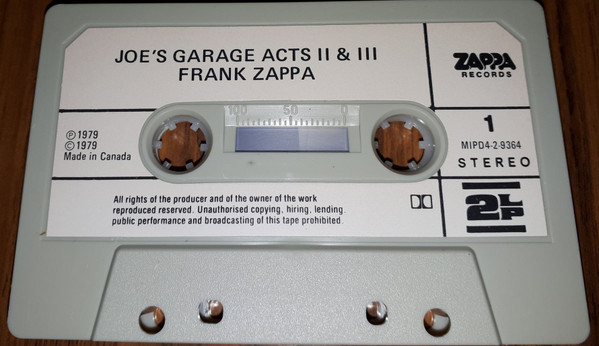 JOE'S GARAGE ACTS II & III
FRANK ZAPPA
ZAPPA
RECORDS
100 50 0
℗ 1979
© 1979
Made in Canada
1
MIPD4-2-9364
STEREO
All rights of the producer and of the owner of the work
reproduced reserved. Unauthorised copying, hiring, lending.
public performance and broadcasting of this tape prohibited.
2LP